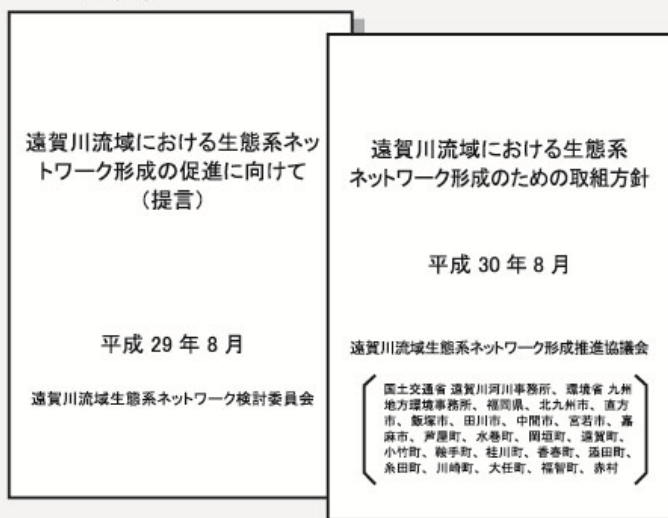 遠賀川流域における生態系ネッ
トワーク形成の促進に向けて
（提言）
平成 29 年 8 月
遠賀川流域生態系ネットワーク検討委員会
遠賀川流域における生態系
ネットワーク形成のための取組方針
平成 30 年 8 月
遠賀川流域生態系ネットワーク形成推進協議会
国土交通省 遠賀川河川事務所、環境省 九州
地方環境事務所、福岡県、北九州市、直方
市、飯塚市、田川市、中間市、宮若市、嘉
麻市、芦屋町、水巻町、岡垣町、遠賀町、
小竹町、鞍手町、桂川町、香春町、添田町、
糸田町、川崎町、大任町、福智町、赤村